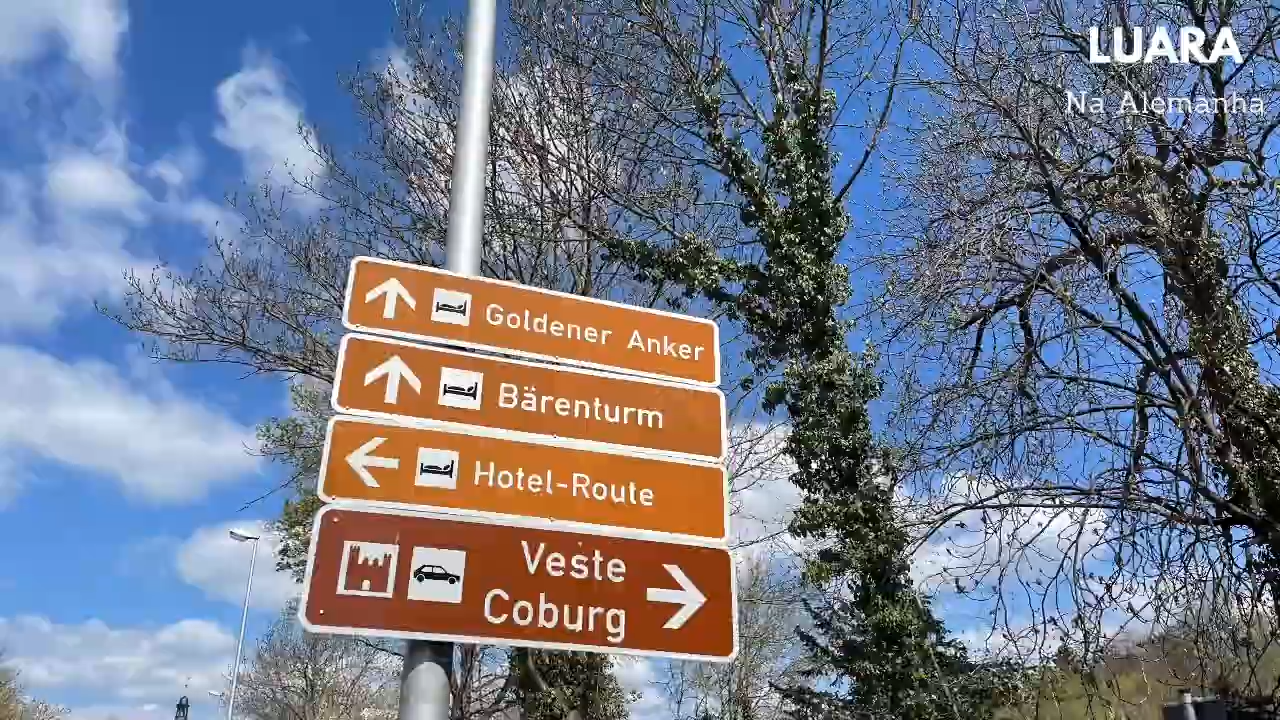 LUARA
Na Alemanha
Goldener Anker
Bärenturm
Hotel-Route
Veste
Coburg